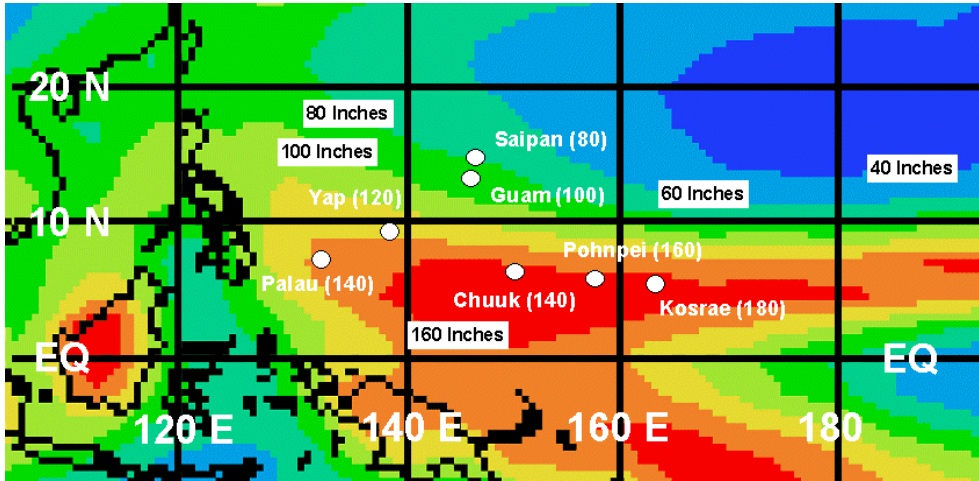 20 N
80 Inches
Saipan (80)
100 Inches
40 Inches
60 Inches
Yap (120)
Guam (100)
10 N
Pohnpei (160)
Palau (140)
Chuuk (140)
Kosrae (180)
160 Inches
EQ
EQ
120 E
140 E
160 E
180